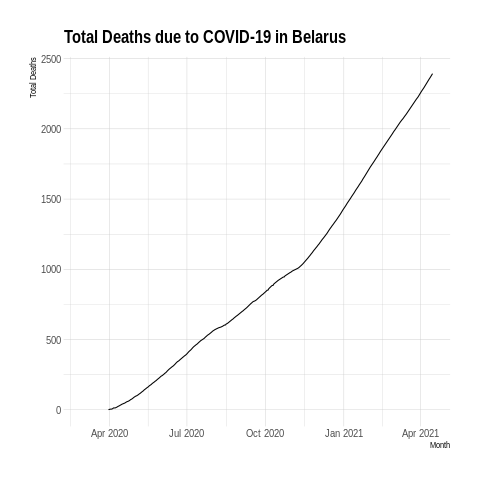 Total Deaths due to COVID-19 in Belarus
Total Deaths
2500
2000
1500
1000
500
0
Apr 2020 Jul 2020 Oct 2020 Jan 2021 Apr 2021
Month